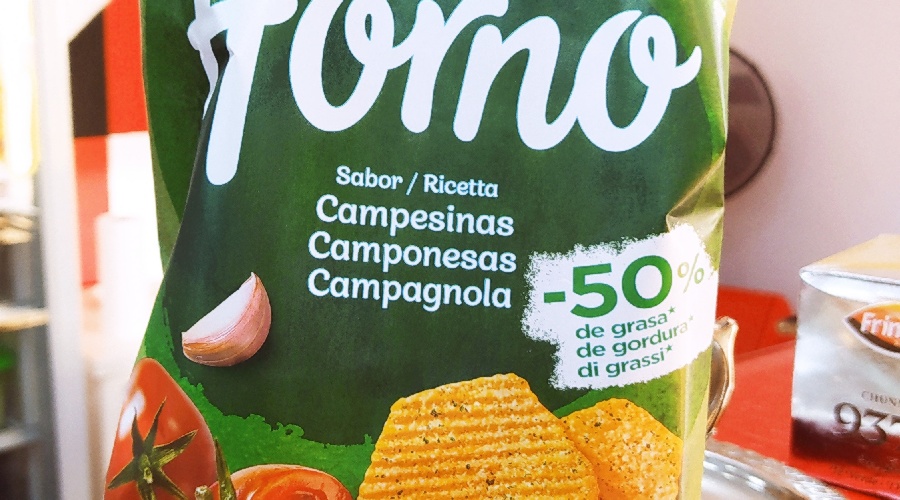 Forno
Sabor / Ricetta
Campesinas
Camponesas
Campagnola
-50%
de grasa*
de gordura*
di grassi*